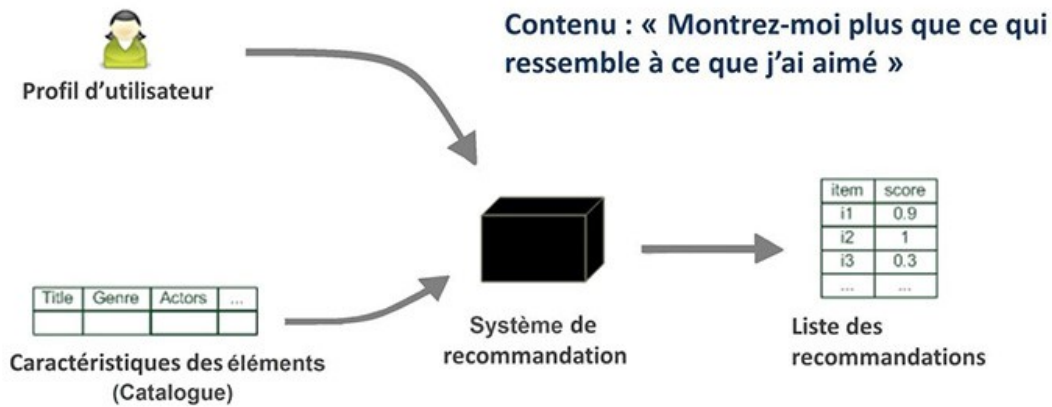 Contenu : « Montrez-moi plus que ce qui
ressemble à ce que j'ai aimé »
Profil d'utilisateur
Title Genre Actors ...
Caractéristiques des éléments
(Catalogue)
Système de
recommandation
item score
i1 0.9
i2 1
i3 0.3
... ...
Liste des
recommandations